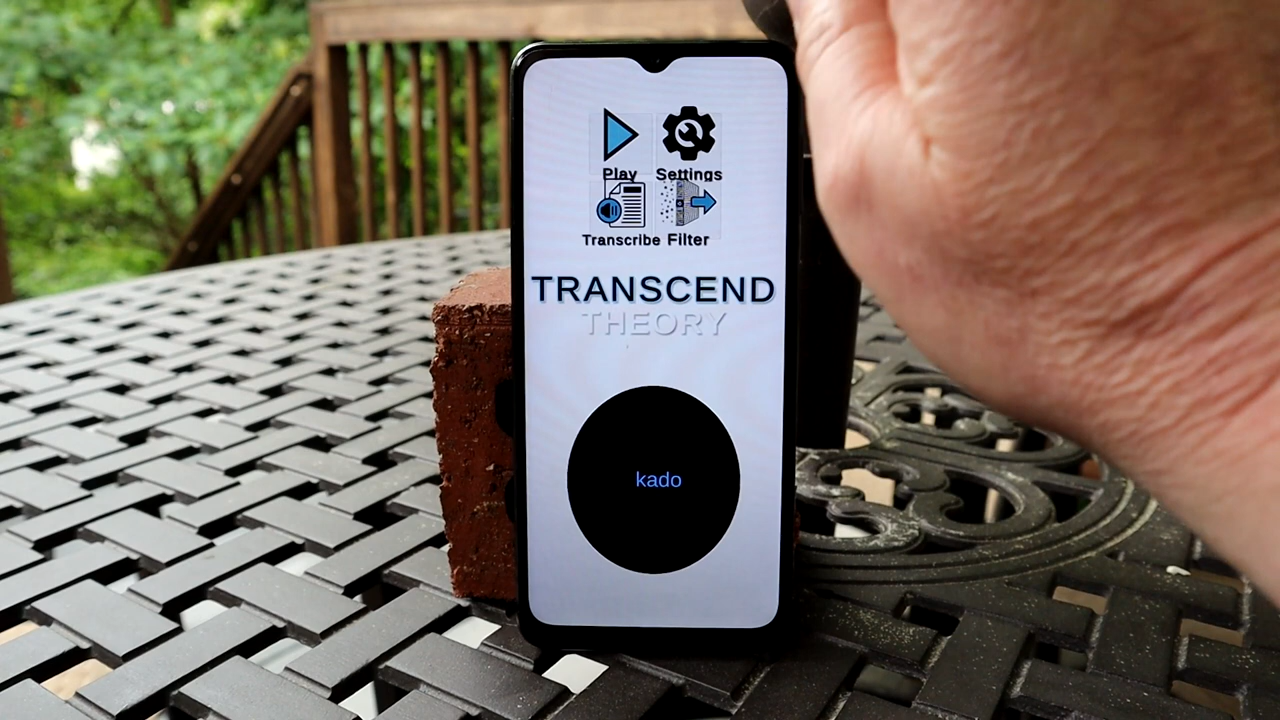 Play Settings
Transcribe Filter
TRANSCEND
THEORY
kado